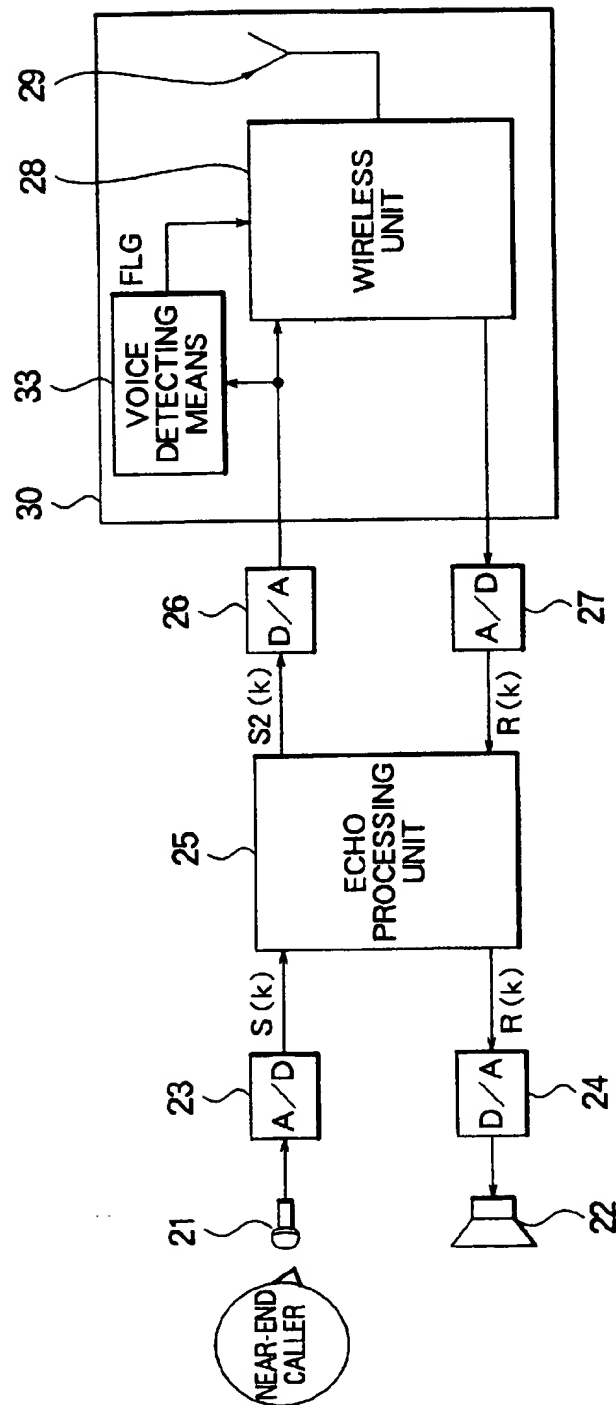 NEAR-END
CALLER
21
22
23
A/D
24
D/A
S(k)
R(k)
25
ECHO
PROCESSING
UNIT
S2(k)
R(k)
26
D/A
27
A/D
30
33
VOICE
DETECTING
MEANS
FLG
28
WIRELESS
UNIT
29